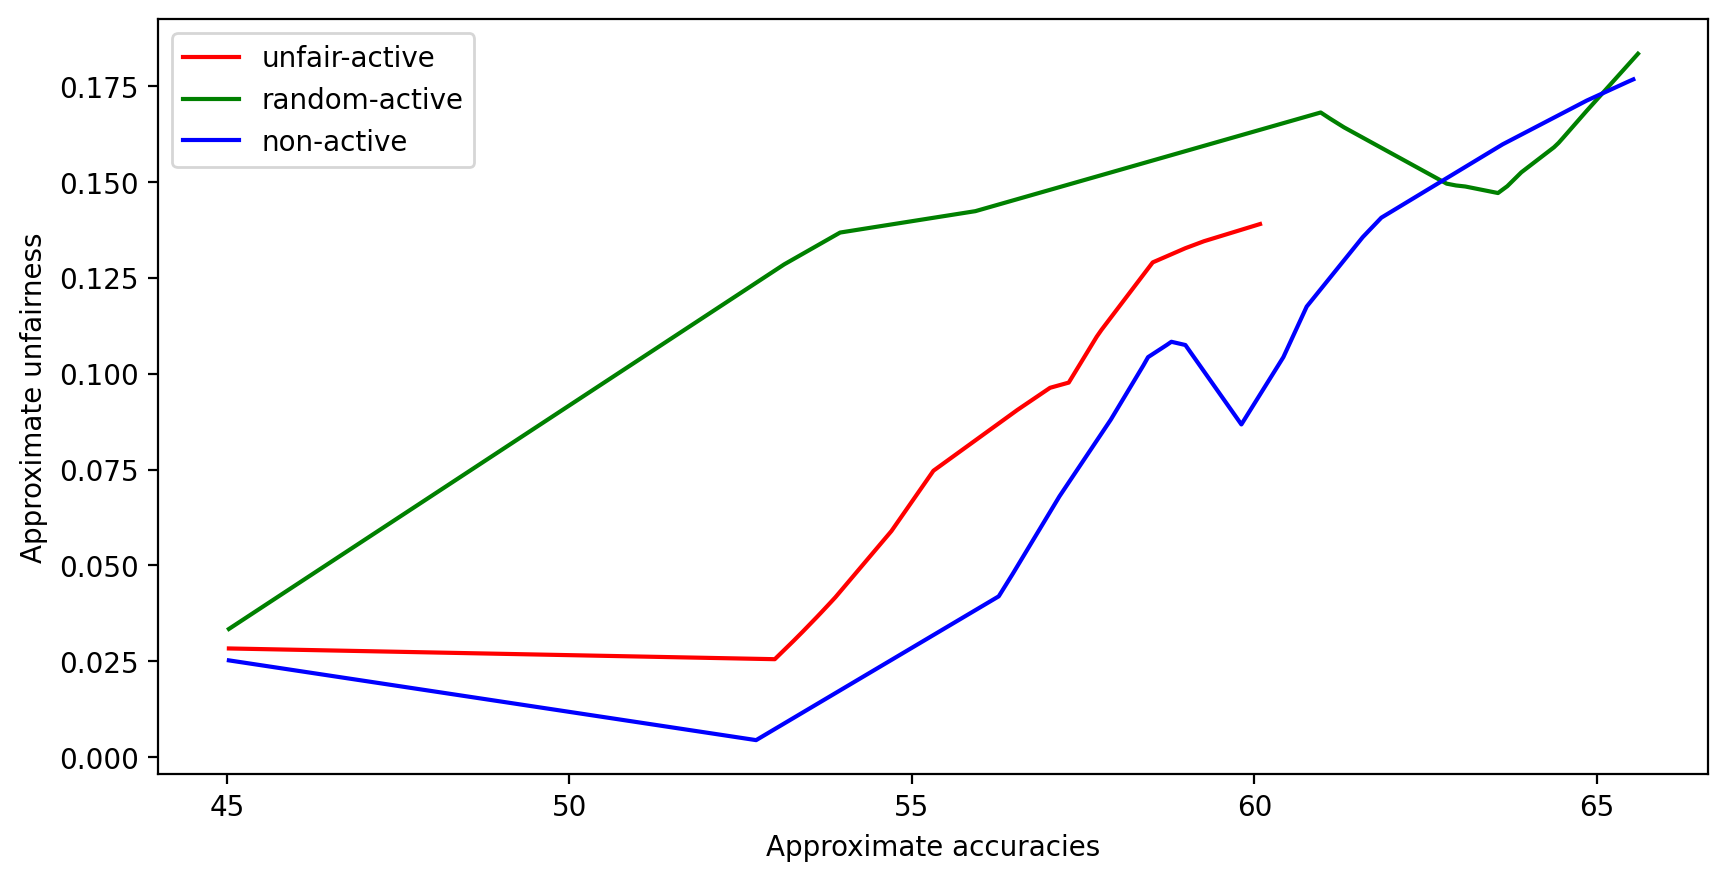 unfair-active
random-active
non-active
Approximate unfairness
0.175
0.150
0.125
0.100
0.075
0.050
0.025
0.000
45 50 55 60 65
Approximate accuracies